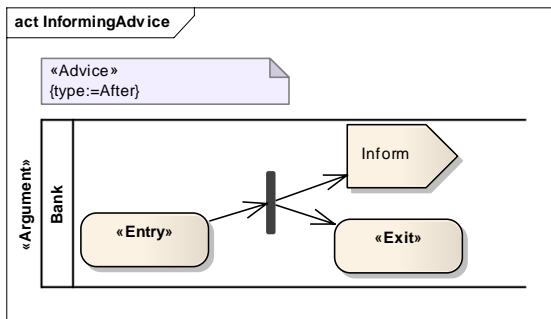 act InformingAdvice
«Advice»
{type:=After}
«Argument»
Bank
Inform
«Entry»
«Exit»